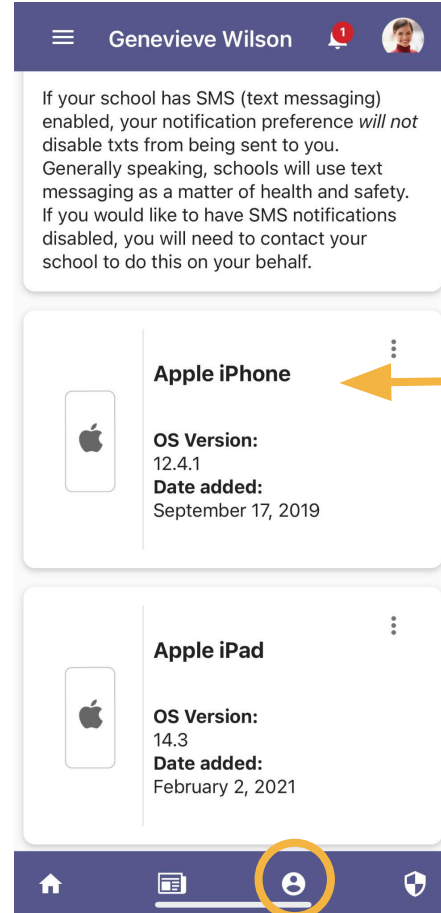 Genevieve Wilson
1
If your school has SMS (text messaging)
enabled, your notification preference will not
disable txts from being sent to you.
Generally speaking, schools will use text
messaging as a matter of health and safety.
If you would like to have SMS notifications
disabled, you will need to contact your
school to do this on your behalf.
Apple iPhone
OS Version:
12.4.1
Date added:
September 17, 2019
Apple iPad
OS Version:
14.3
Date added:
February 2, 2021